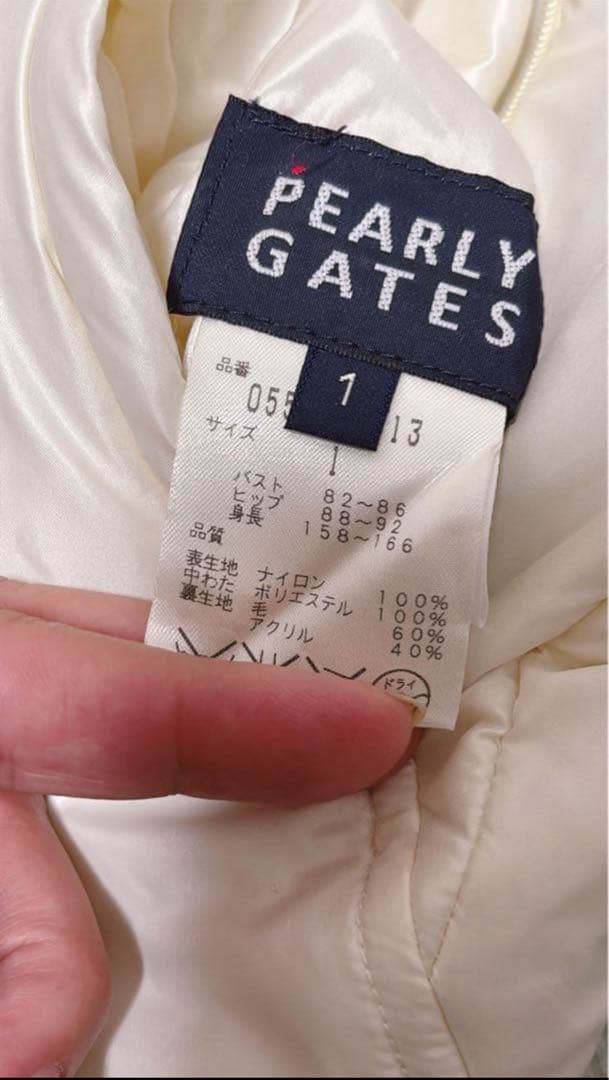 PEARLY
GATES
1
品番
055 13
サイズ
1
バスト 82~86
ヒップ 88~92
身長 158~166
品質
表生地 ナイロン 100%
中わた ポリエステル 100%
裏生地 毛 60%
アクリル 40%
ドライ